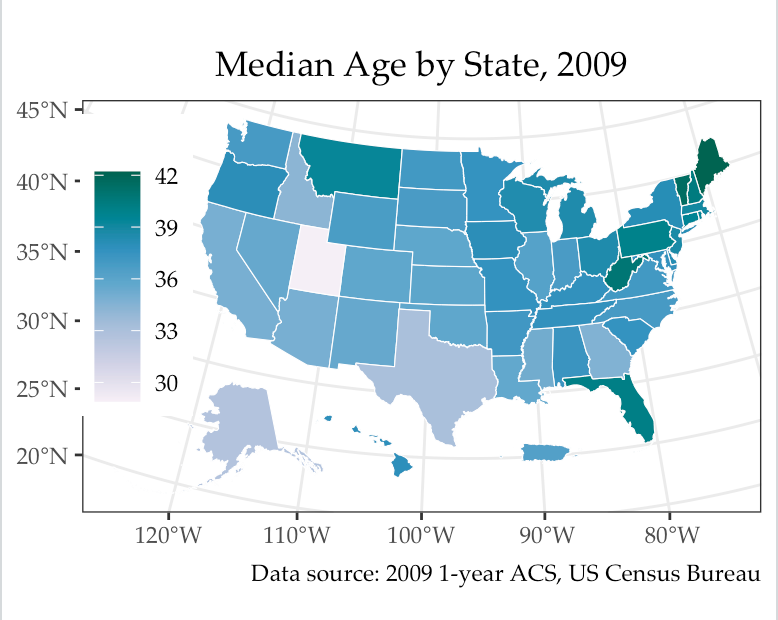 Median Age by State, 2009
45°N
40°N
35°N
30°N
25°N
20°N
42
39
36
33
30
120°W 110°W 100°W 90°W 80°W
Data source: 2009 1-year ACS, US Census Bureau